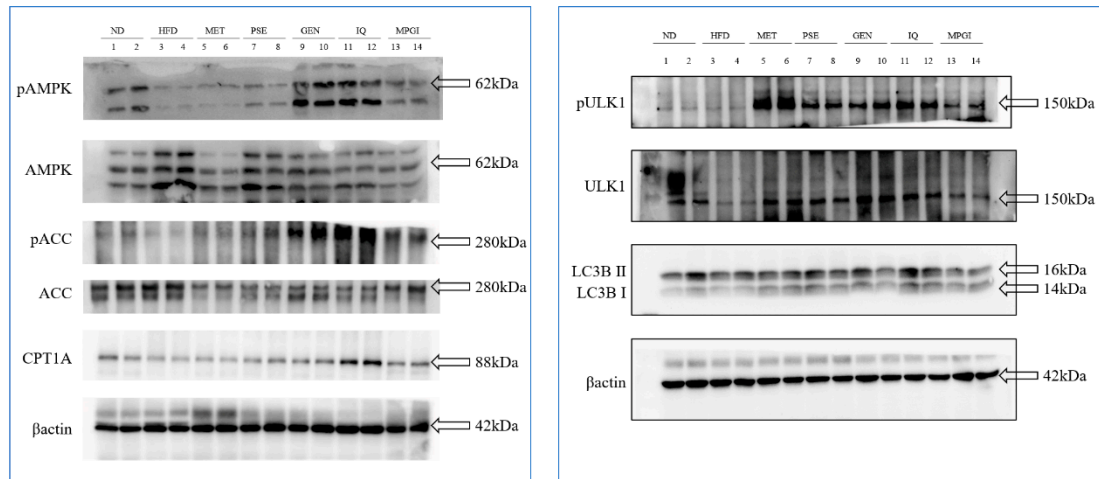 ND HFD MET PSE GEN IQ MPGI
1 2 3 4 5 6 7 8 9 10 11 12 13 14
pAMPK 62kDa
AMPK 62kDa
pACC 280kDa
ACC 280kDa
CPT1A 88kDa
βactin 42kDa
ND HFD MET PSE GEN IQ MPGI
1 2 3 4 5 6 7 8 9 10 11 12 13 14
pULK1 150kDa
ULK1 150kDa
LC3B II 16kDa
LC3B I 14kDa
βactin 42kDa